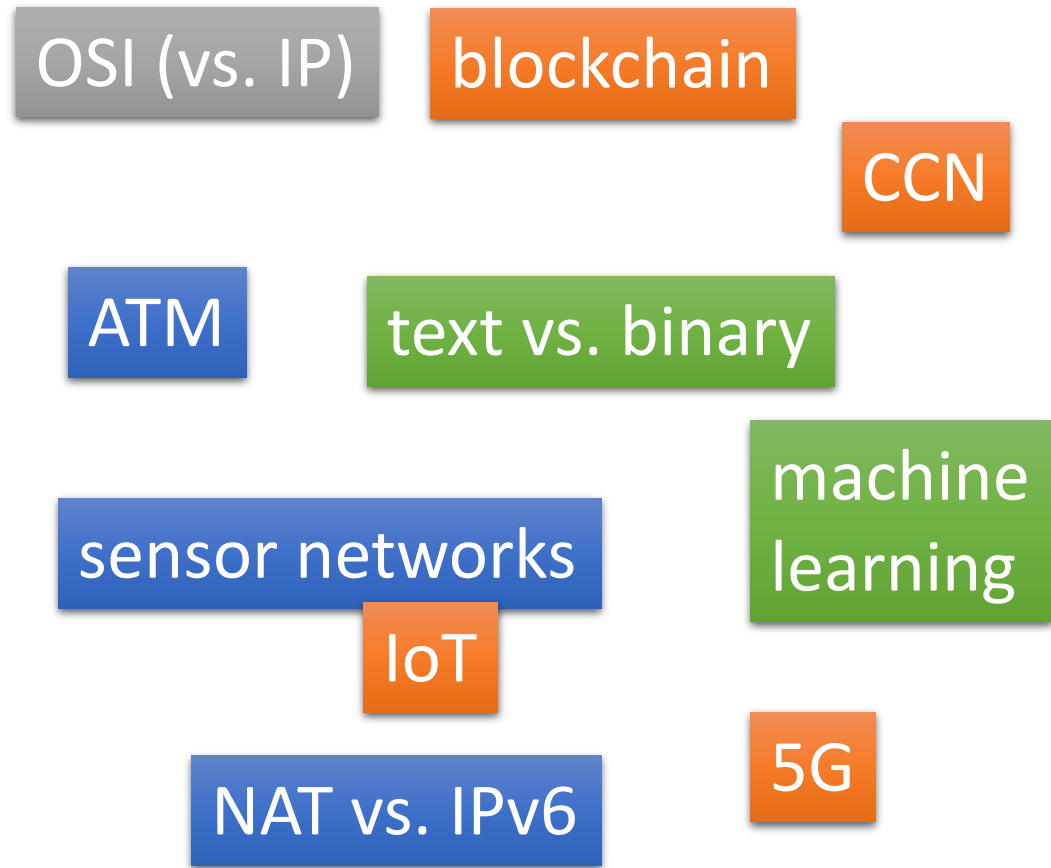 OSI (vs. IP)
blockchain
CCN
ATM
text vs. binary
machine
learning
sensor networks
IoT
5G
NAT vs. IPv6